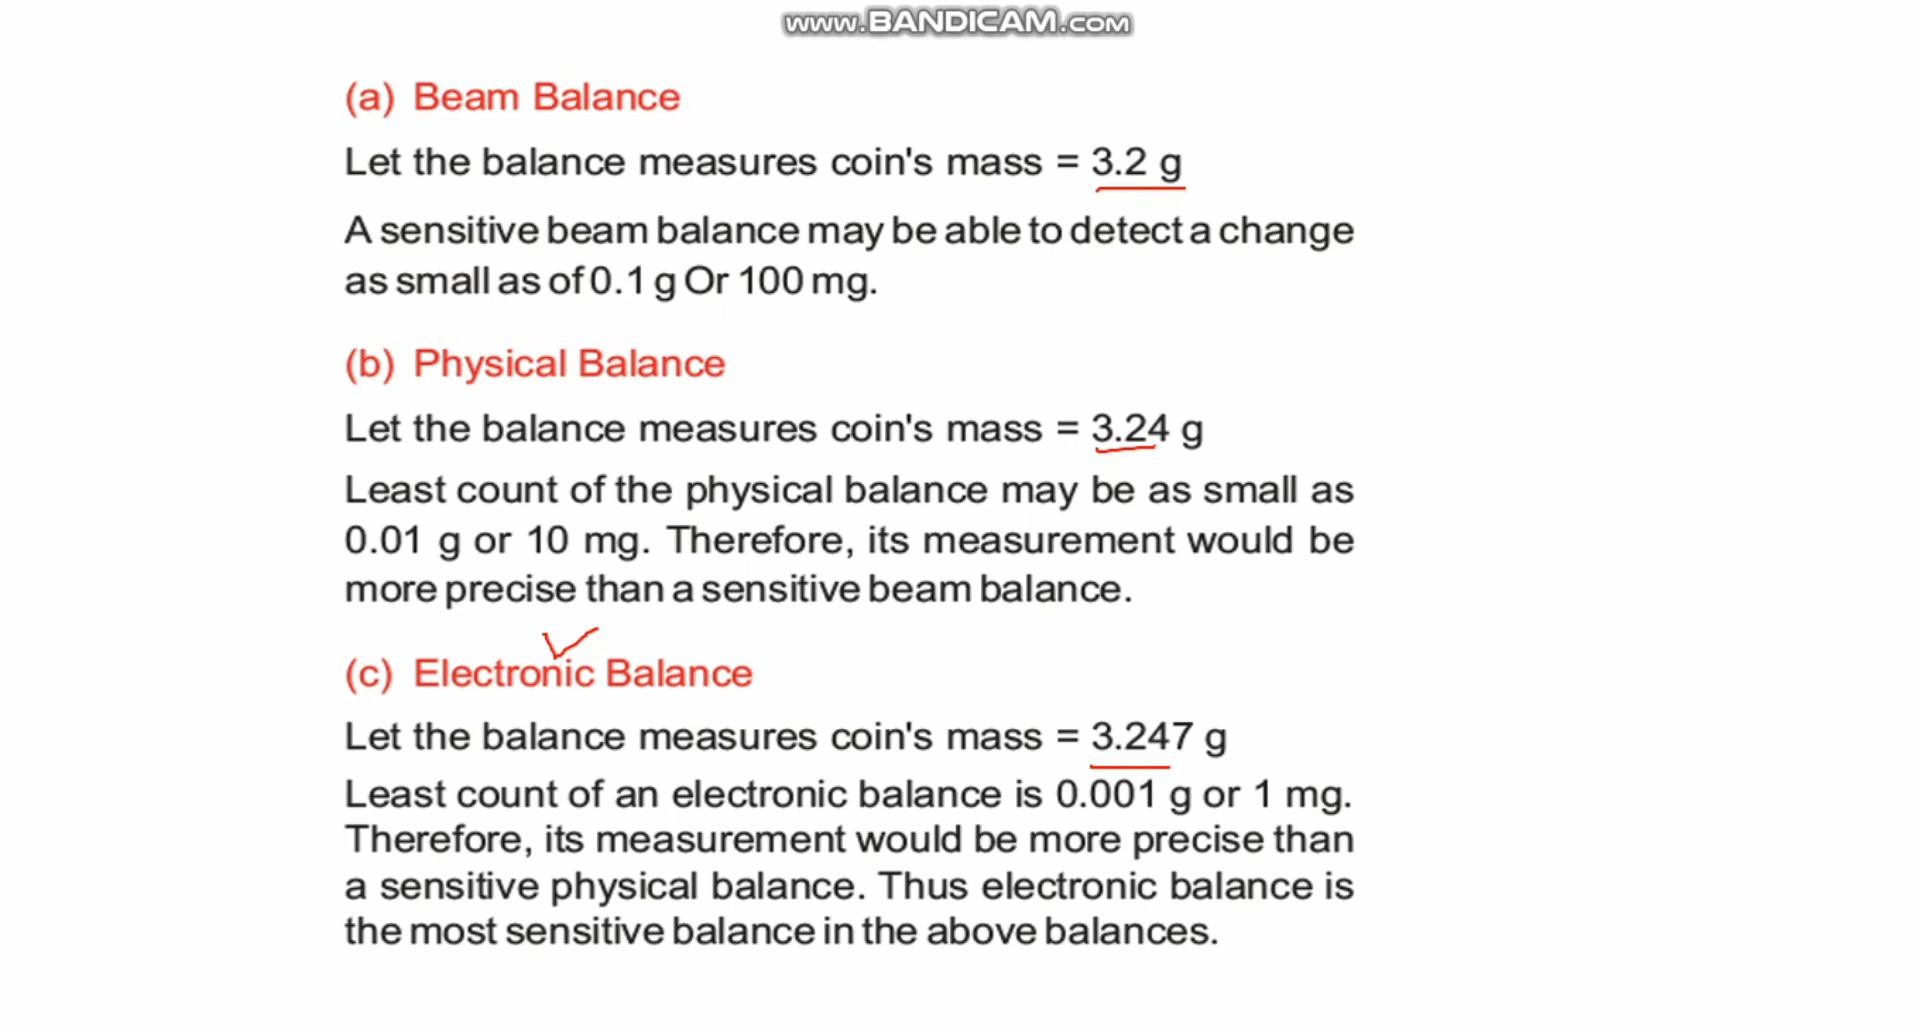 www.BANDICAM.com
(a) Beam Balance
Let the balance measures coin's mass = 3.2 g
A sensitive beam balance may be able to detect a change
as small as of 0.1 g Or 100 mg.
(b) Physical Balance
Let the balance measures coin's mass = 3.24 g
Least count of the physical balance may be as small as
0.01 g or 10 mg. Therefore, its measurement would be
more precise than a sensitive beam balance.
(c) Electronic Balance
Let the balance measures coin's mass = 3.247 g
Least count of an electronic balance is 0.001 g or 1 mg.
Therefore, its measurement would be more precise than
a sensitive physical balance. Thus electronic balance is
the most sensitive balance in the above balances.